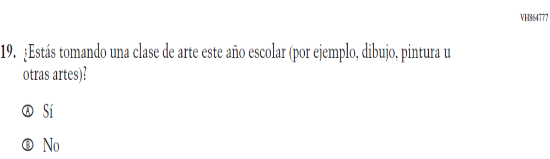 VH864777
19. ¿Estás tomando una clase de arte este año escolar (por ejemplo, dibujo, pintura u
otras artes)?
Ⓐ Sí
Ⓑ No